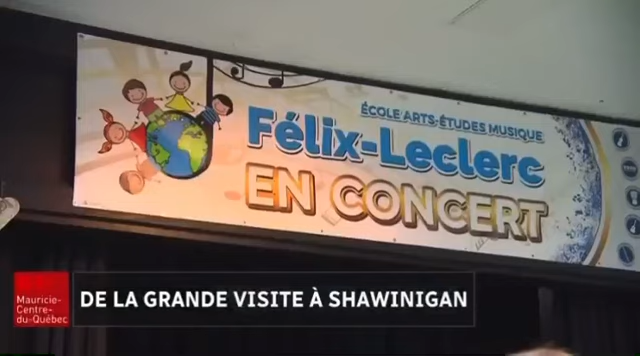 ÉCOLE ARTS-ÉTUDES MUSIQUE
Félix-Leclerc
EN CONCERT
Mauricie-
Centre-
du-Québec
DE LA GRANDE VISITE À SHAWINIGAN